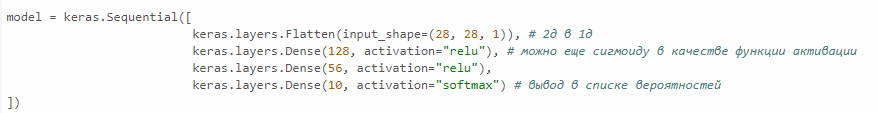 model = keras.Sequential([
keras.layers.Flatten(input_shape=(28, 28, 1)), # 2д в 1д
keras.layers.Dense(128, activation="relu"), # можно еще сигмоиду в качестве функции активации
keras.layers.Dense(56, activation="relu"),
keras.layers.Dense(10, activation="softmax") # вывод в списке вероятностей
])